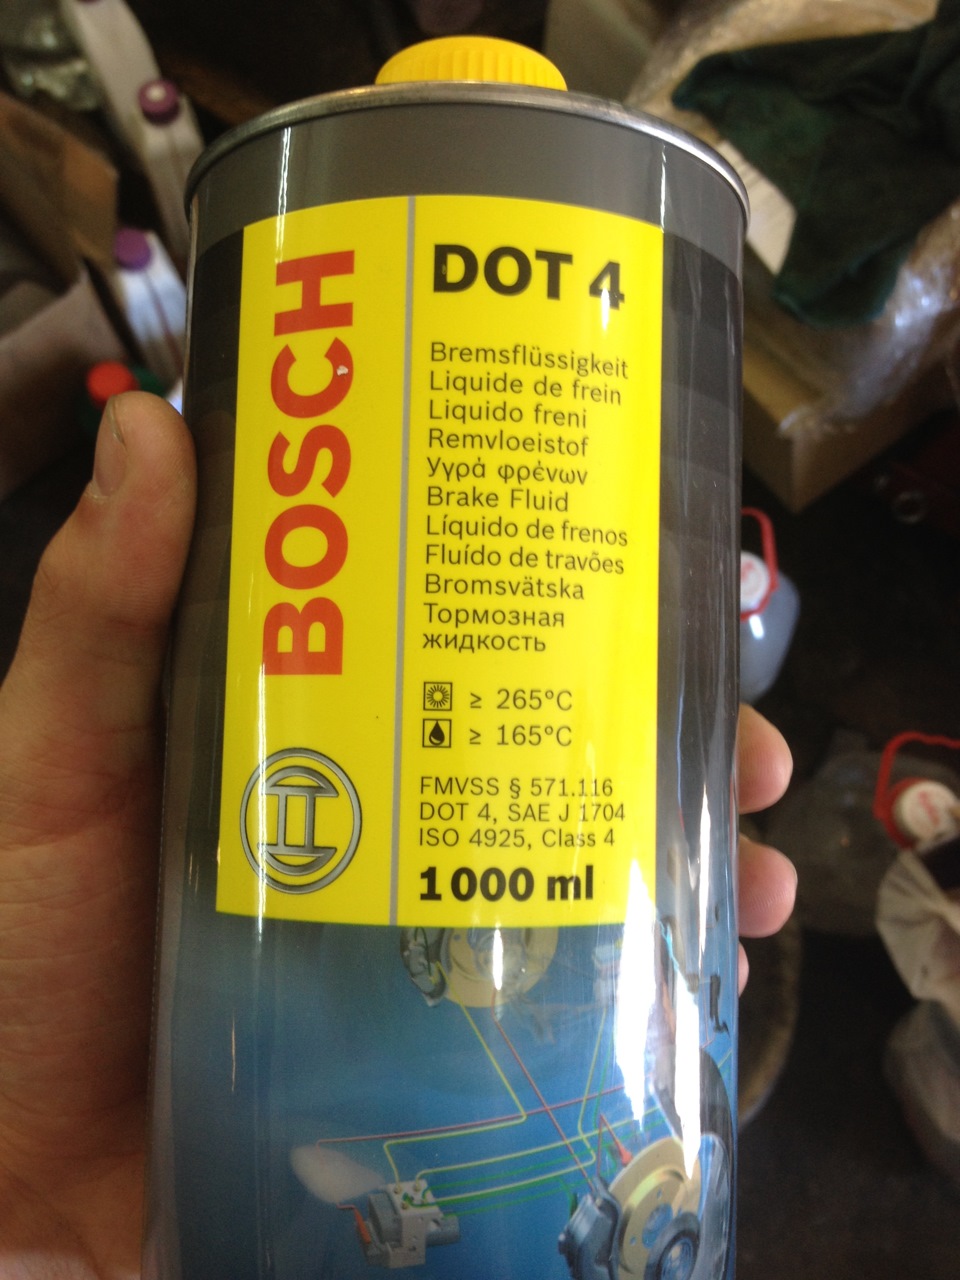 BOSCH
DOT 4
Bremsflüssigkeit
Liquide de frein
Liquido freni
Remvloeistof
Υγρά φρένων
Brake Fluid
Líquido de frenos
Fluído de travões
Bromsvätska
Тормозная
жидкость
≥ 265°C
≥ 165°C
FMVSS § 571.116
DOT 4, SAE J 1704
ISO 4925, Class 4
1000 ml